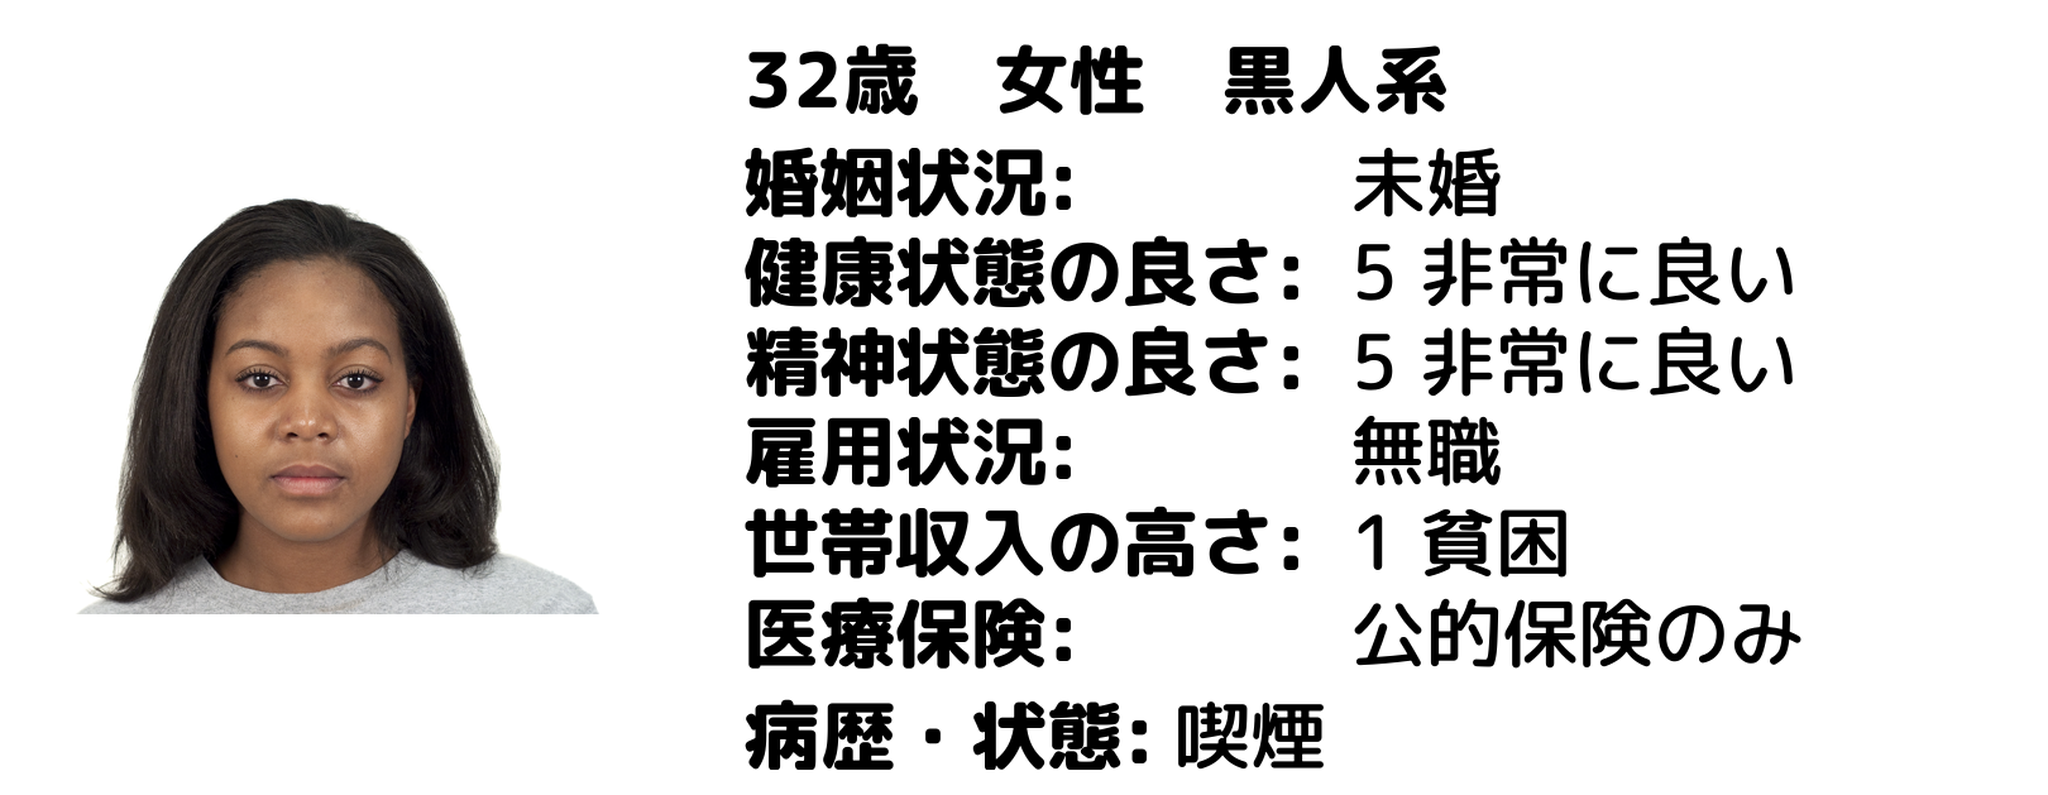 32歳　女性　黒人系
婚姻状況: 未婚
健康状態の良さ: 5 非常に良い
精神状態の良さ: 5 非常に良い
雇用状況: 無職
世帯収入の高さ: 1 貧困
医療保険: 公的保険のみ
病歴・状態: 喫煙